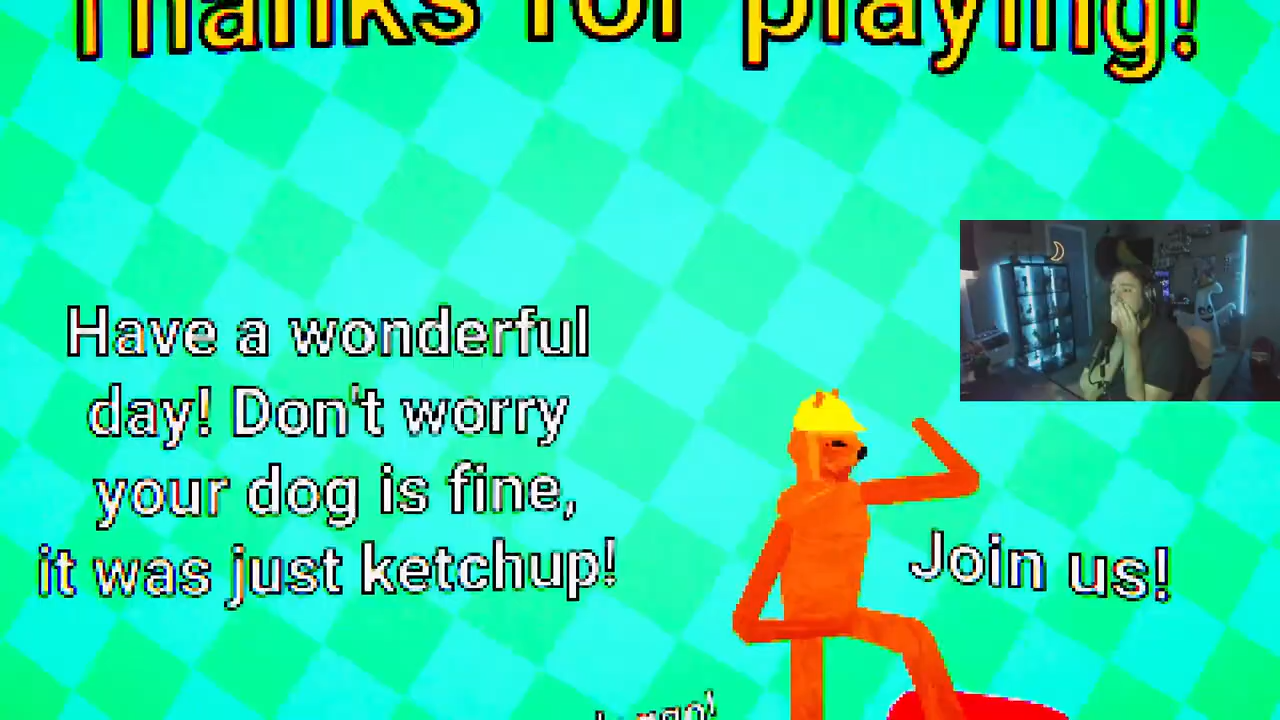 Thanks for playing!
Have a wonderful
day! Don't worry
your dog is fine,
it was just ketchup!
Join us!